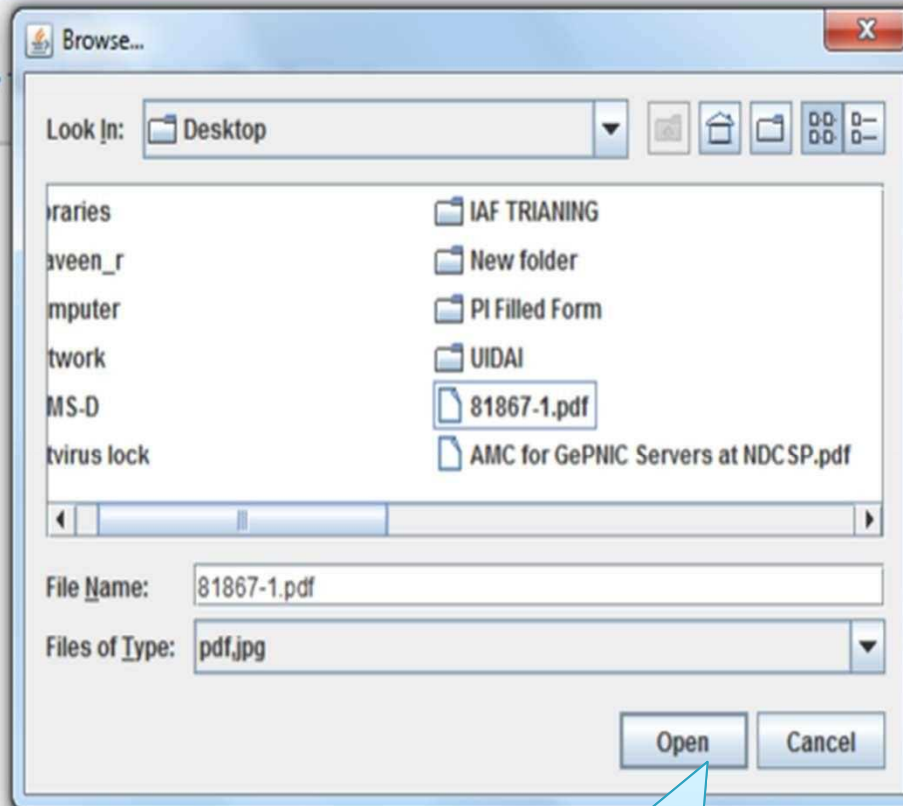 Browse...
Look In: Desktop
raries
aveen_r
mputer
twork
MS-D
tvirus lock
IAF TRIANING
New folder
PI Filled Form
UIDAI
81867-1.pdf
AMC for GePNIC Servers at NDCSP.pdf
File Name: 81867-1.pdf
Files of Type: pdf,jpg
Open Cancel